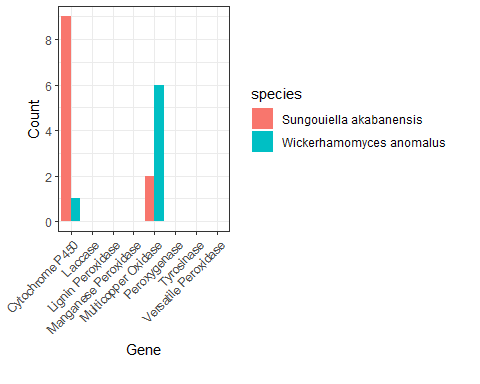 Count
8
6
4
2
0
Cytochrome P450
Laccase
Lignin Peroxidase
Manganese Peroxidase
Multicopper Oxidase
Peroxygenase
Tyrosinase
Versatile Peroxidase
Gene
species
Sungouiella akabanensis
Wickerhamomyces anomalus